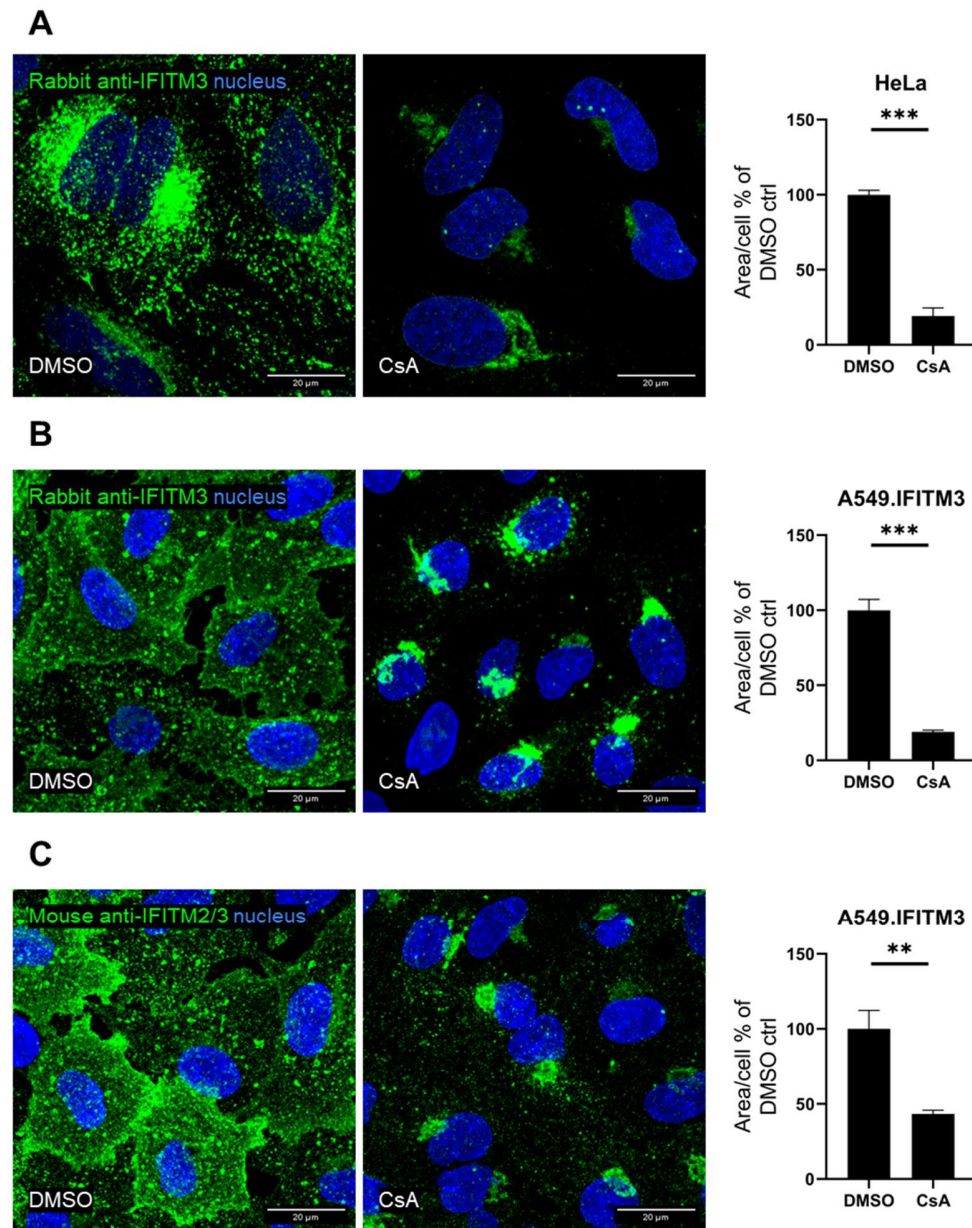 A
Rabbit anti-IFITM3 nucleus
DMSO
20 µm
CsA
20 µm
HeLa
***
Area/cell % of
DMSO ctrl
150
100
50
0
DMSO
CsA
B
Rabbit anti-IFITM3 nucleus
DMSO
20 µm
CsA
20 µm
A549.IFITM3
***
Area/cell % of
DMSO ctrl
150
100
50
0
DMSO
CsA
C
Mouse anti-IFITM2/3 nucleus
DMSO
20 µm
CsA
20 µm
A549.IFITM3
**
Area/cell % of
DMSO ctrl
150
100
50
0
DMSO
CsA